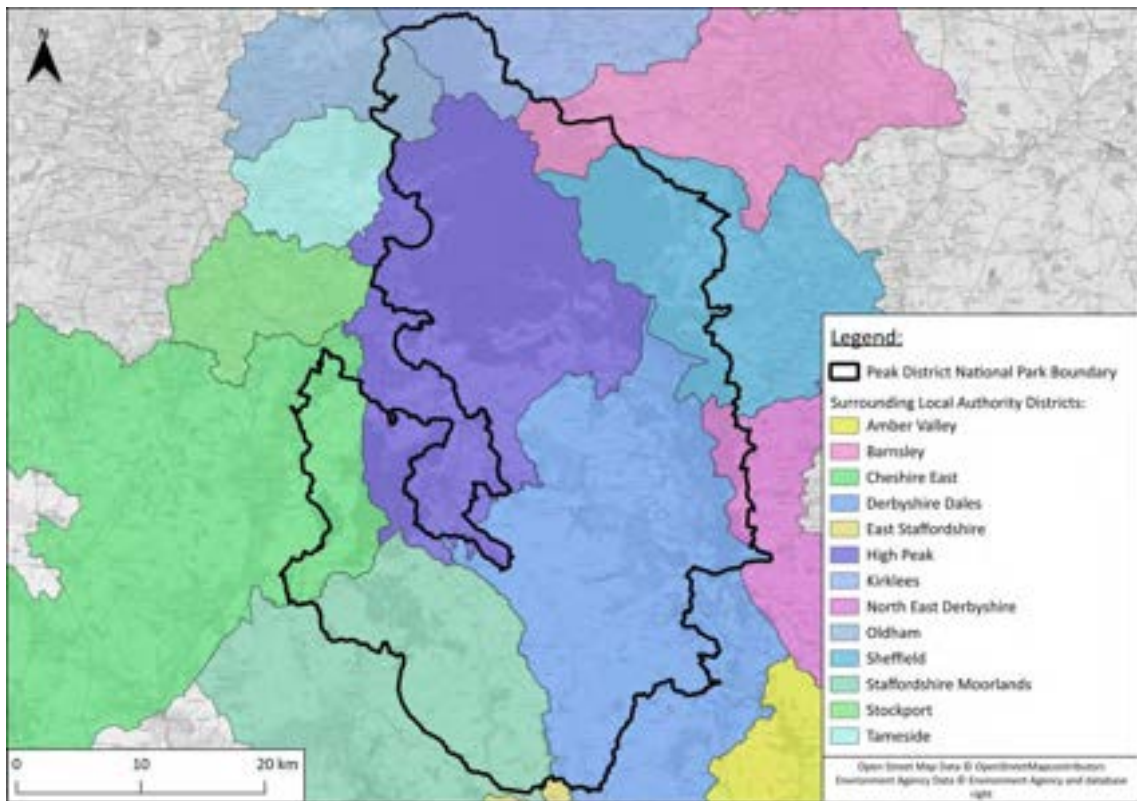 N
Legend:
Peak District National Park Boundary
Surrounding Local Authority Districts:
Amber Valley
Barnsley
Cheshire East
Derbyshire Dales
East Staffordshire
High Peak
Kirklees
North East Derbyshire
Oldham
Sheffield
Staffordshire Moorlands
Stockport
Tameside
0 10 20 km
Open Street Map Data © OpenStreetMapcontributors
Environment Agency Data © Environment Agency and database
right